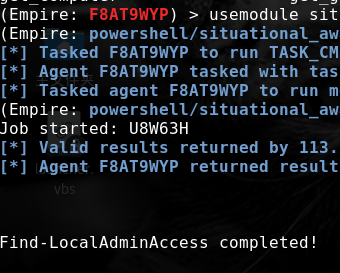 (Empire: F8AT9WYP) > usemodule sit
(Empire: powershell/situational_aw
[*] Tasked F8AT9WYP to run TASK_CM
[*] Agent F8AT9WYP tasked with tas
[*] Tasked agent F8AT9WYP to run m
(Empire: powershell/situational_aw
Job started: U8W63H
[*] Valid results returned by 113.
[*] Agent F8AT9WYP returned result
vbs
Find-LocalAdminAccess completed!